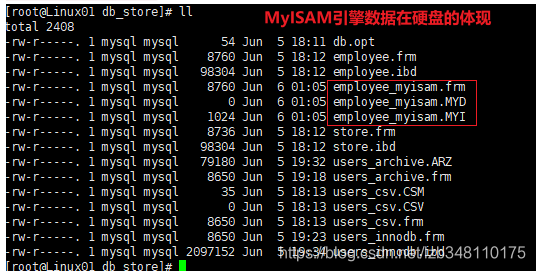 [root@Linux01 db_store]# ll
MyISAM引擎数据在硬盘的体现
total 2408
-rw-r-----. 1 mysql mysql 54 Jun 5 18:11 db.opt
-rw-r-----. 1 mysql mysql 8760 Jun 5 18:12 employee.frm
-rw-r-----. 1 mysql mysql 98304 Jun 5 18:12 employee.ibd
-rw-r-----. 1 mysql mysql 8760 Jun 6 01:05 employee_myisam.frm
-rw-r-----. 1 mysql mysql 0 Jun 6 01:05 employee_myisam.MYD
-rw-r-----. 1 mysql mysql 1024 Jun 6 01:05 employee_myisam.MYI
-rw-r-----. 1 mysql mysql 8736 Jun 5 18:12 store.frm
-rw-r-----. 1 mysql mysql 98304 Jun 5 18:12 store.ibd
-rw-r-----. 1 mysql mysql 79180 Jun 5 19:32 users_archive.ARZ
-rw-r-----. 1 mysql mysql 8650 Jun 5 19:18 users_archive.frm
-rw-r-----. 1 mysql mysql 35 Jun 5 18:13 users_csv.CSM
-rw-r-----. 1 mysql mysql 0 Jun 5 18:13 users_csv.CSV
-rw-r-----. 1 mysql mysql 8650 Jun 5 18:13 users_csv.frm
-rw-r-----. 1 mysql mysql 8650 Jun 5 19:23 users_innodb.frm
-rw-r-----. 1 mysql mysql 2097152 Jun 5 19:34 users_innodb.ibd
[root@Linux01 db_store]#